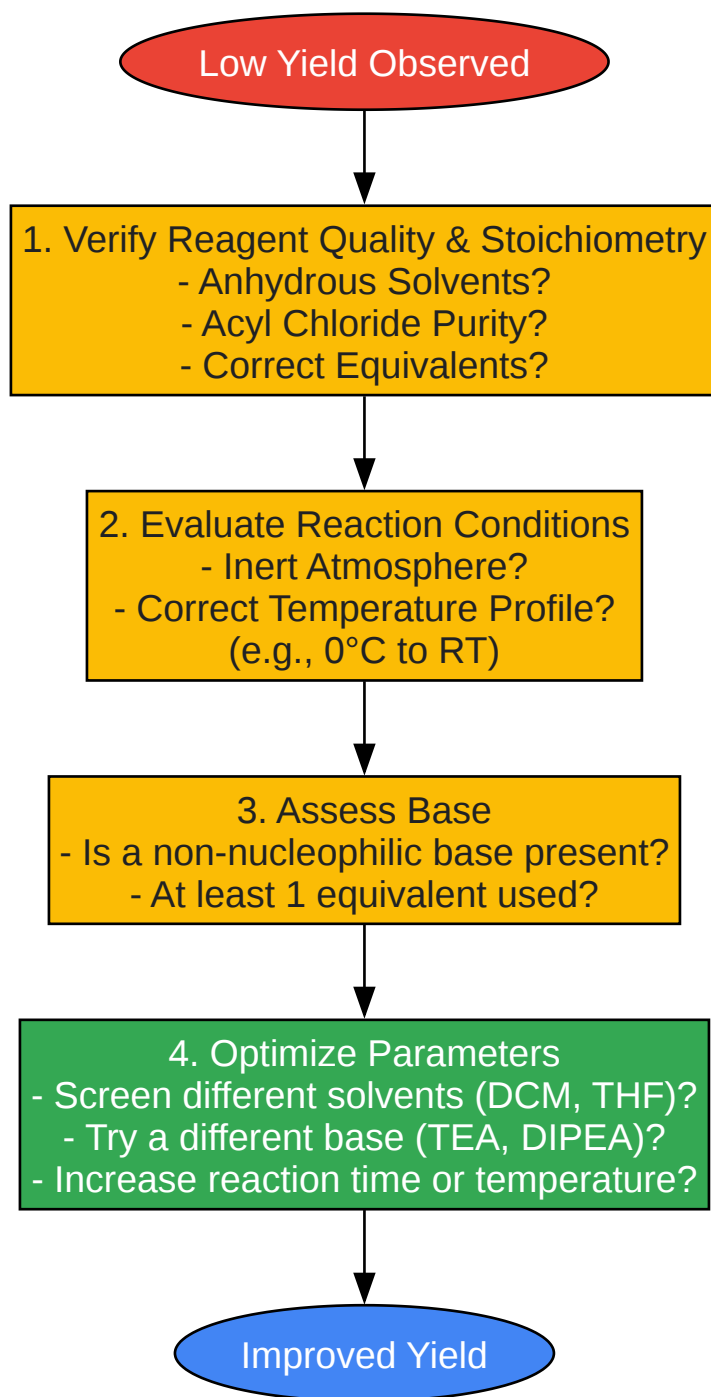 Low Yield Observed
1. Verify Reagent Quality & Stoichiometry
- Anhydrous Solvents?
- Acyl Chloride Purity?
- Correct Equivalents?
2. Evaluate Reaction Conditions
- Inert Atmosphere?
- Correct Temperature Profile?
(e.g., 0°C to RT)
3. Assess Base
- Is a non-nucleophilic base present?
- At least 1 equivalent used?
4. Optimize Parameters
- Screen different solvents (DCM, THF)?
- Try a different base (TEA, DIPEA)?
- Increase reaction time or temperature?
Improved Yield